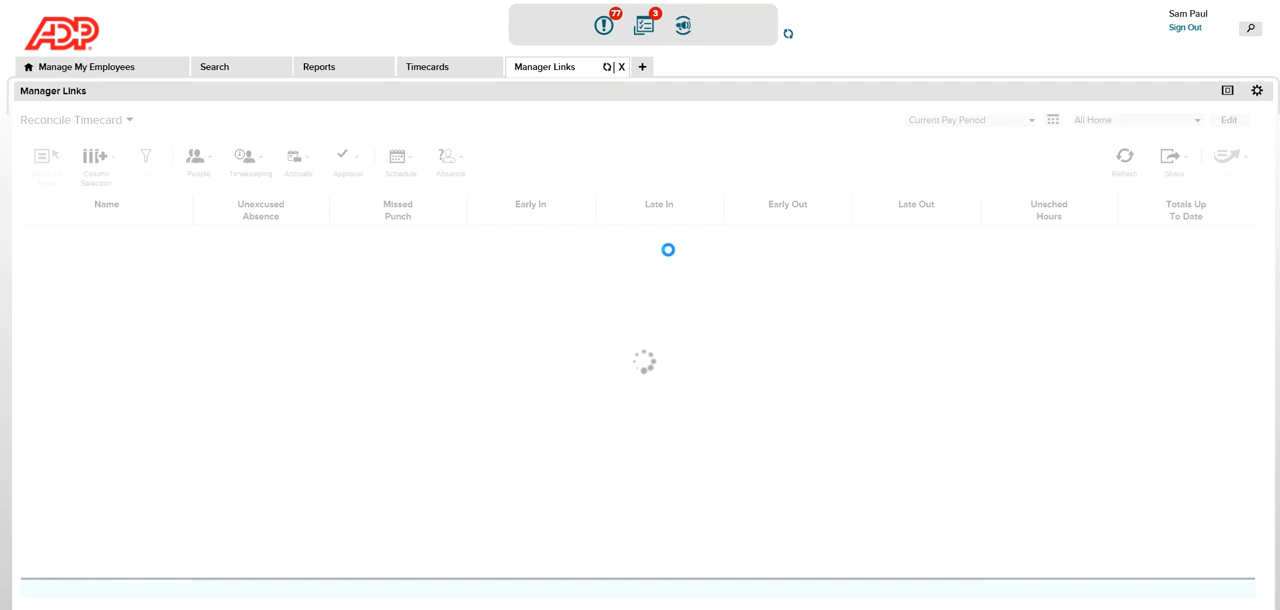 77
3
Sam Paul
Sign Out
ADP
Manage My Employees
Search
Reports
Timecards
Manager Links
X
+
Manager Links
Reconcile Timecard
Current Pay Period
All Home
Edit
Column
Selection
People
Timekeeping
Accruals
Approval
Schedule
Absence
Refresh
Share
Name
Unexcused
Absence
Missed
Punch
Early In
Late In
Early Out
Late Out
Unsched
Hours
Totals Up
To Date